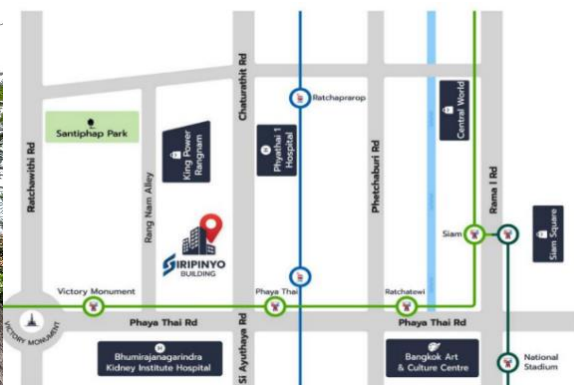 Ratchawithi Rd
Santiphap Park
Rang Nam Alley
King Power
Rangnam
Chaturathit Rd
Phyathai 1
Hospital
Ratchaprarop
Phetchaburi Rd
Central World
Rama I Rd
Siam
Siam Square
SIRIPINYO
BUILDING
Victory Monument
Phaya Thai
Ratchatewi
VICTORY MONUMENT
Phaya Thai Rd
Phaya Thai Rd
Si Ayuthaya Rd
Bhumirajanagarindra
Kidney Institute Hospital
Bangkok Art
& Culture Centre
National
Stadium